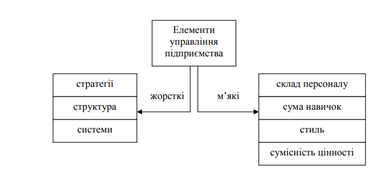 Елементи
управління
підприємства
стратегії
структура
системи
жорсткі
м'які
склад персоналу
сума навичок
стиль
сумісність цінності